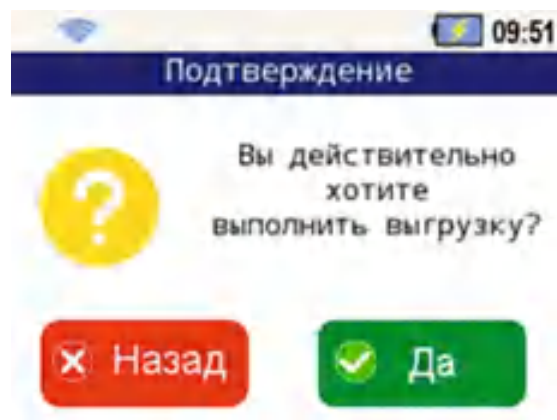 09:51
Подтверждение
Вы действительно
хотите
выполнить выгрузку?
Назад
Да